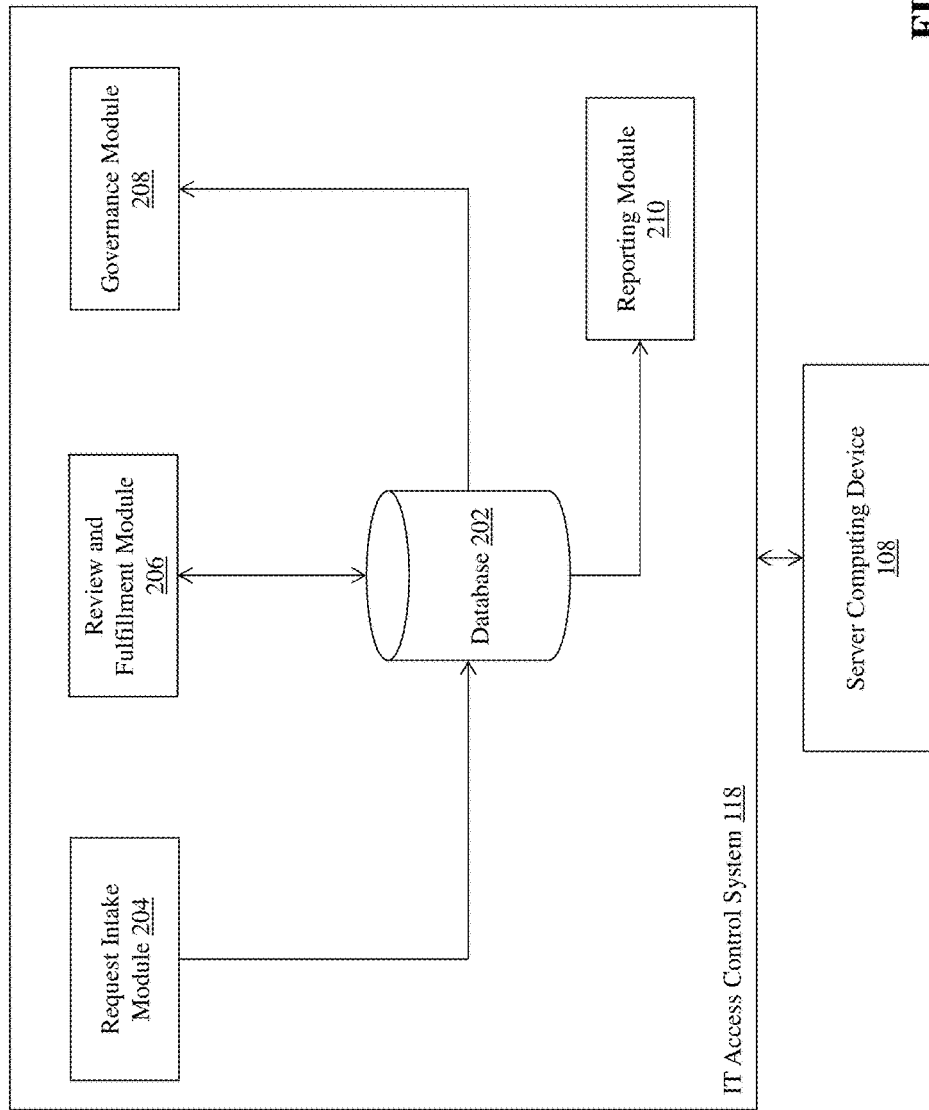 Request Intake
Module 204
Review and
Fulfillment Module
206
Governance Module
208
Database 202
Reporting Module
210
IT Access Control System 118
Server Computing Device
108